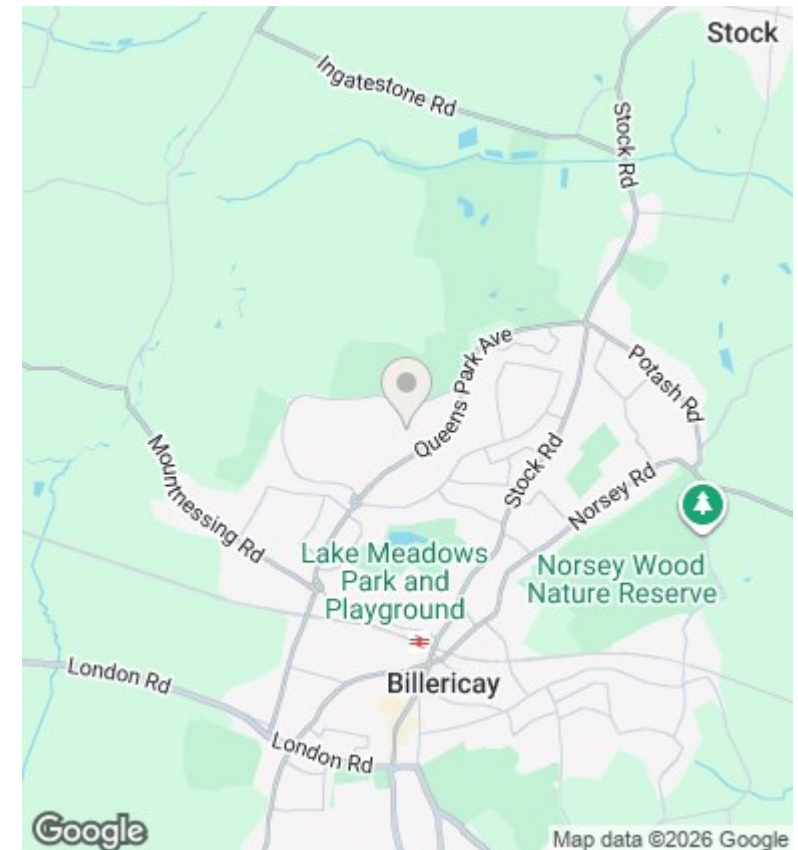 Stock
Ingatestone Rd
Stock Rd
Queens Park Ave
Potash Rd
Mountnessing Rd
Stock Rd
Norsey Rd
Lake Meadows
Park and
Playground
Norsey Wood
Nature Reserve
London Rd
Billericay
London Rd
Google
Map data ©2026 Google